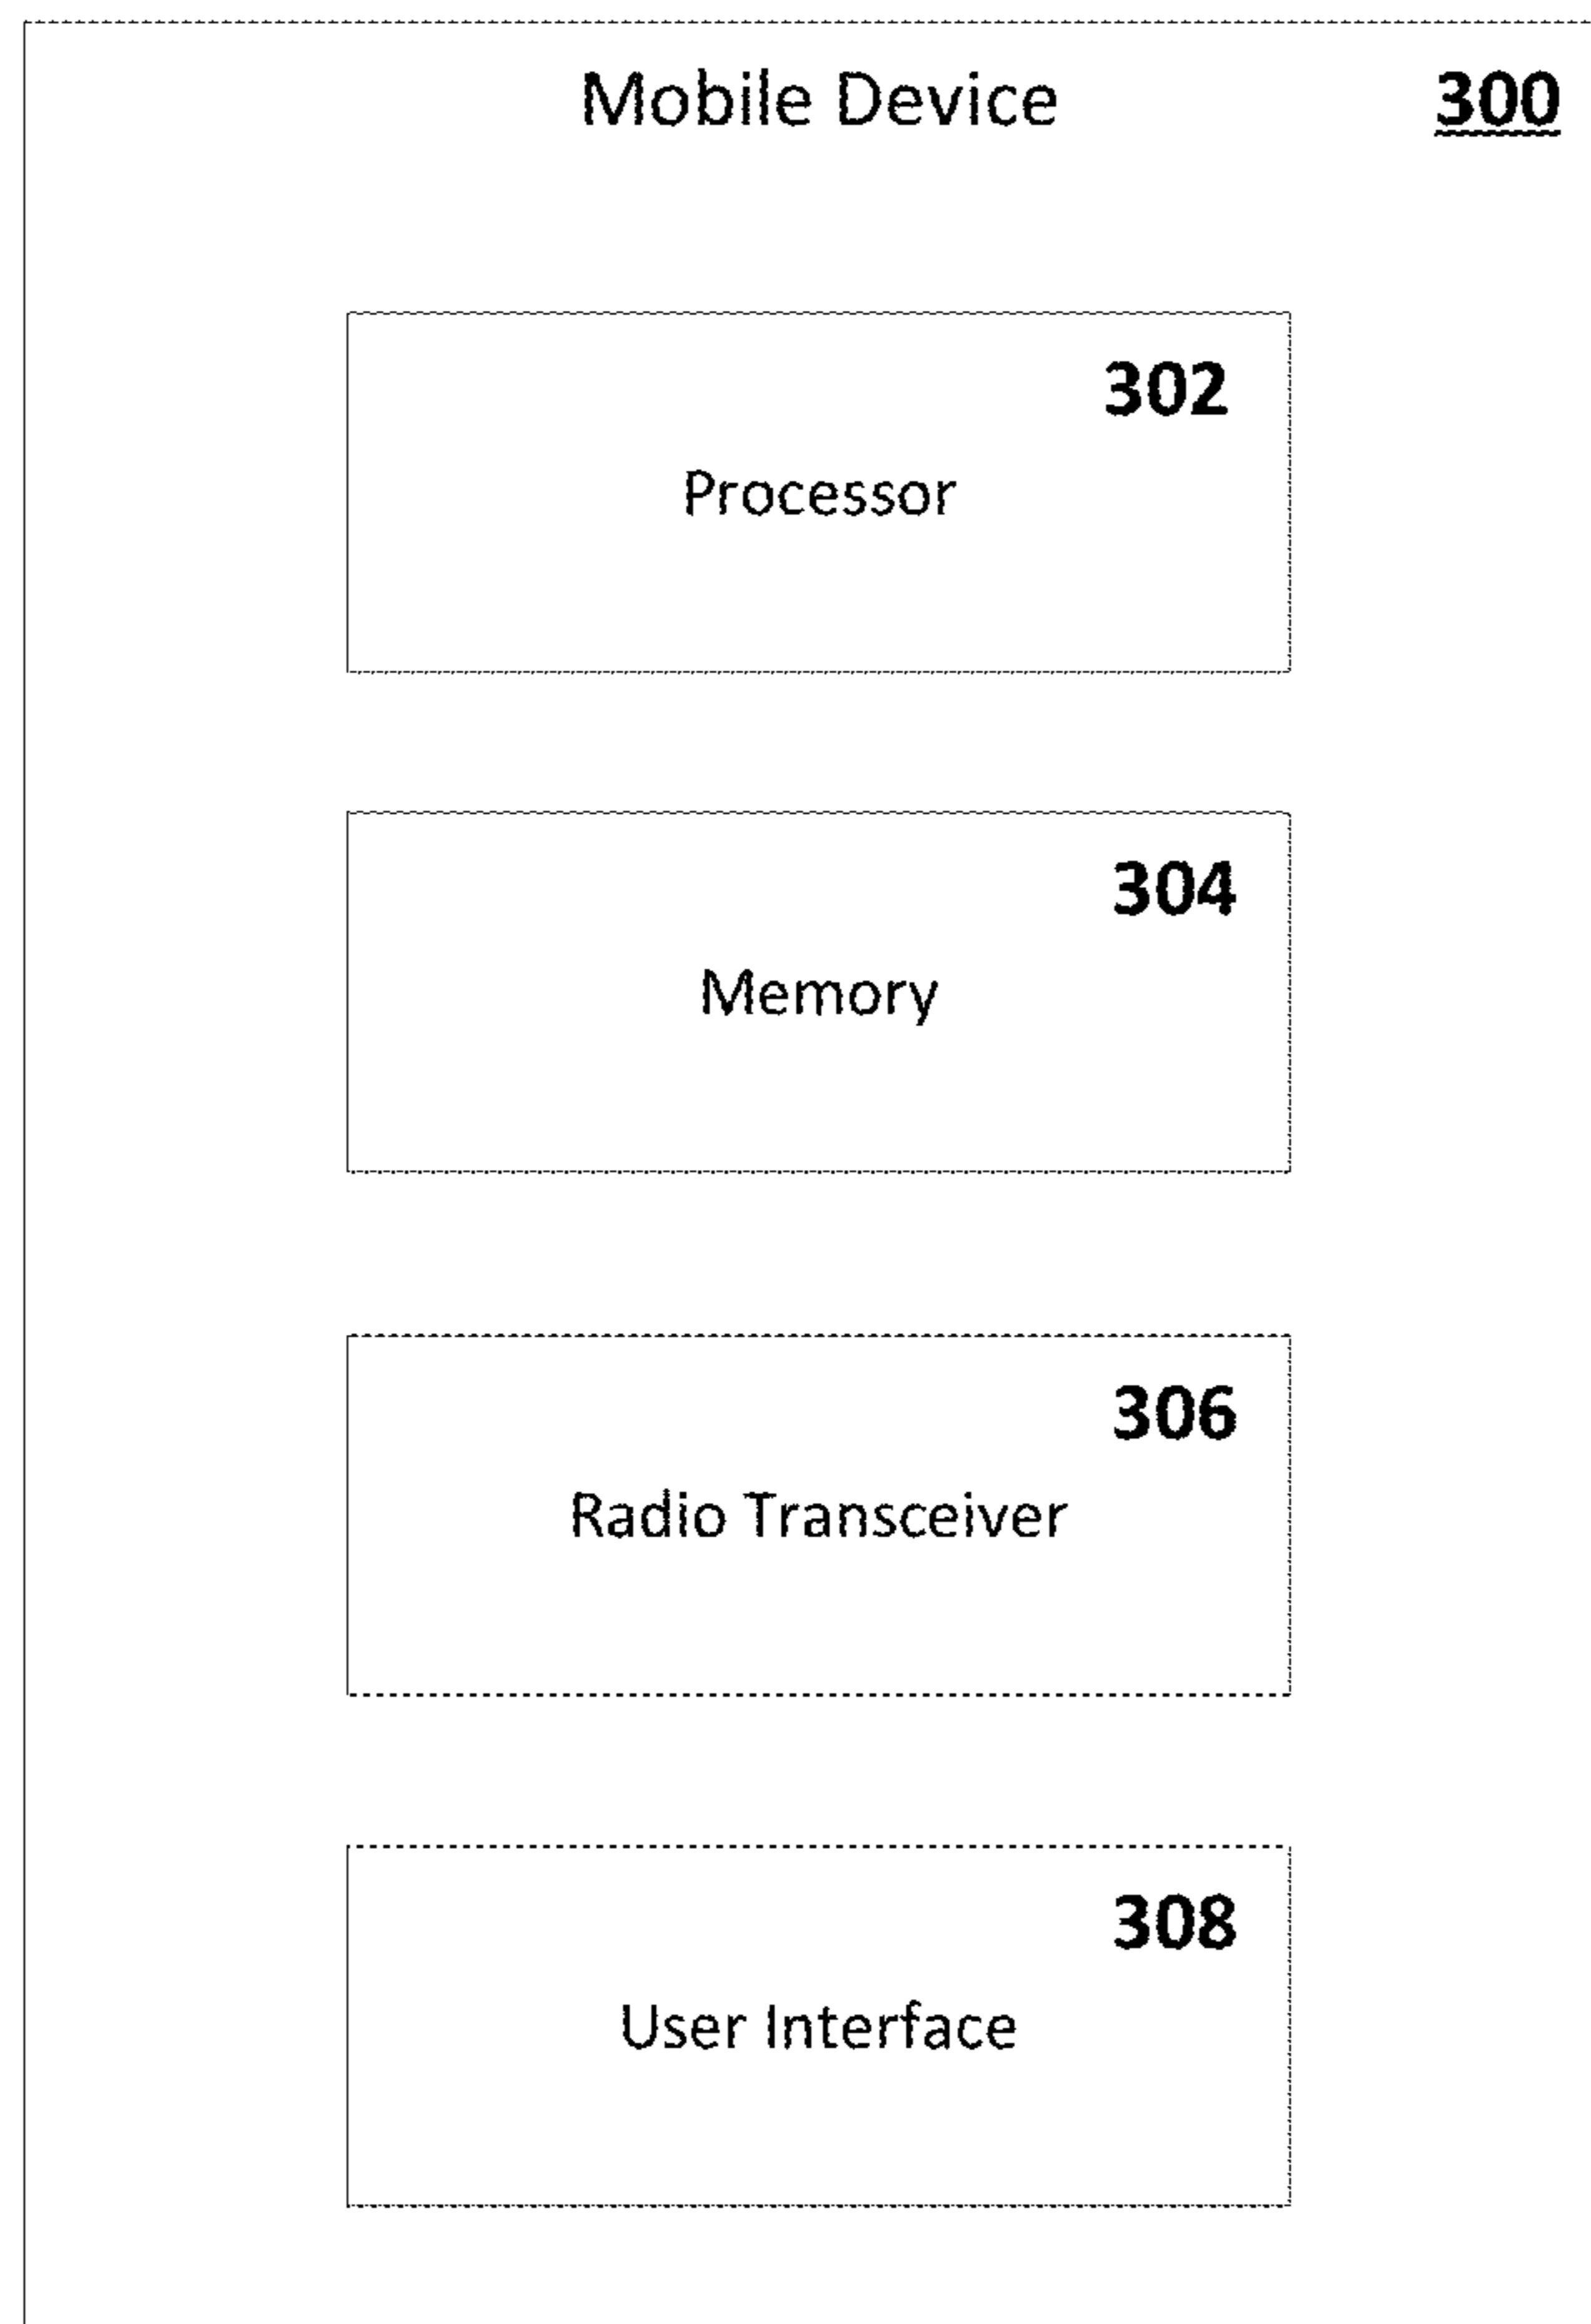 Mobile Device 300
302
Processor
304
Memory
306
Radio Transceiver
308
User Interface